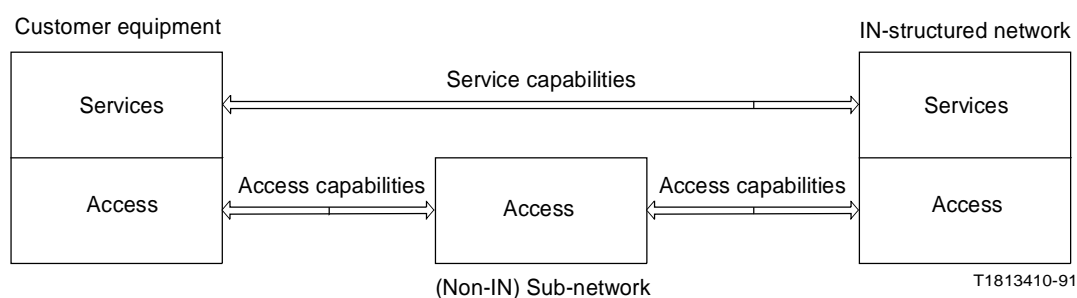 Customer equipment
IN-structured network
Service capabilities
Services
Services
Access capabilities
Access capabilities
Access
Access
Access
(Non-IN) Sub-network
T1813410-91